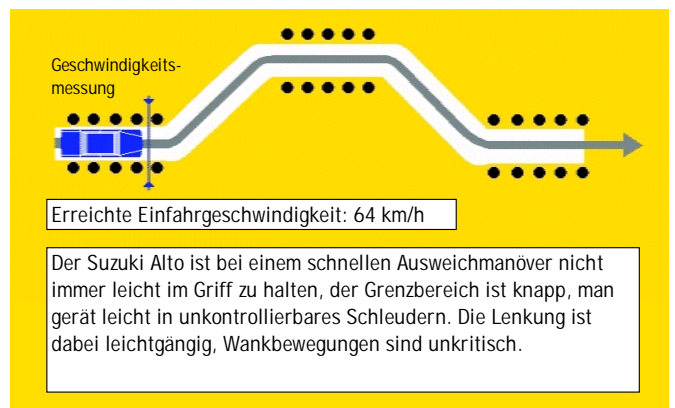 Geschwindigkeits-
messung
Erreichte Einfahrgeschwindigkeit: 64 km/h
Der Suzuki Alto ist bei einem schnellen Ausweichmanöver nicht
immer leicht im Griff zu halten, der Grenzbereich ist knapp, man
gerät leicht in unkontrollierbares Schleudern. Die Lenkung ist
dabei leichtgängig, Wankbewegungen sind unkritisch.